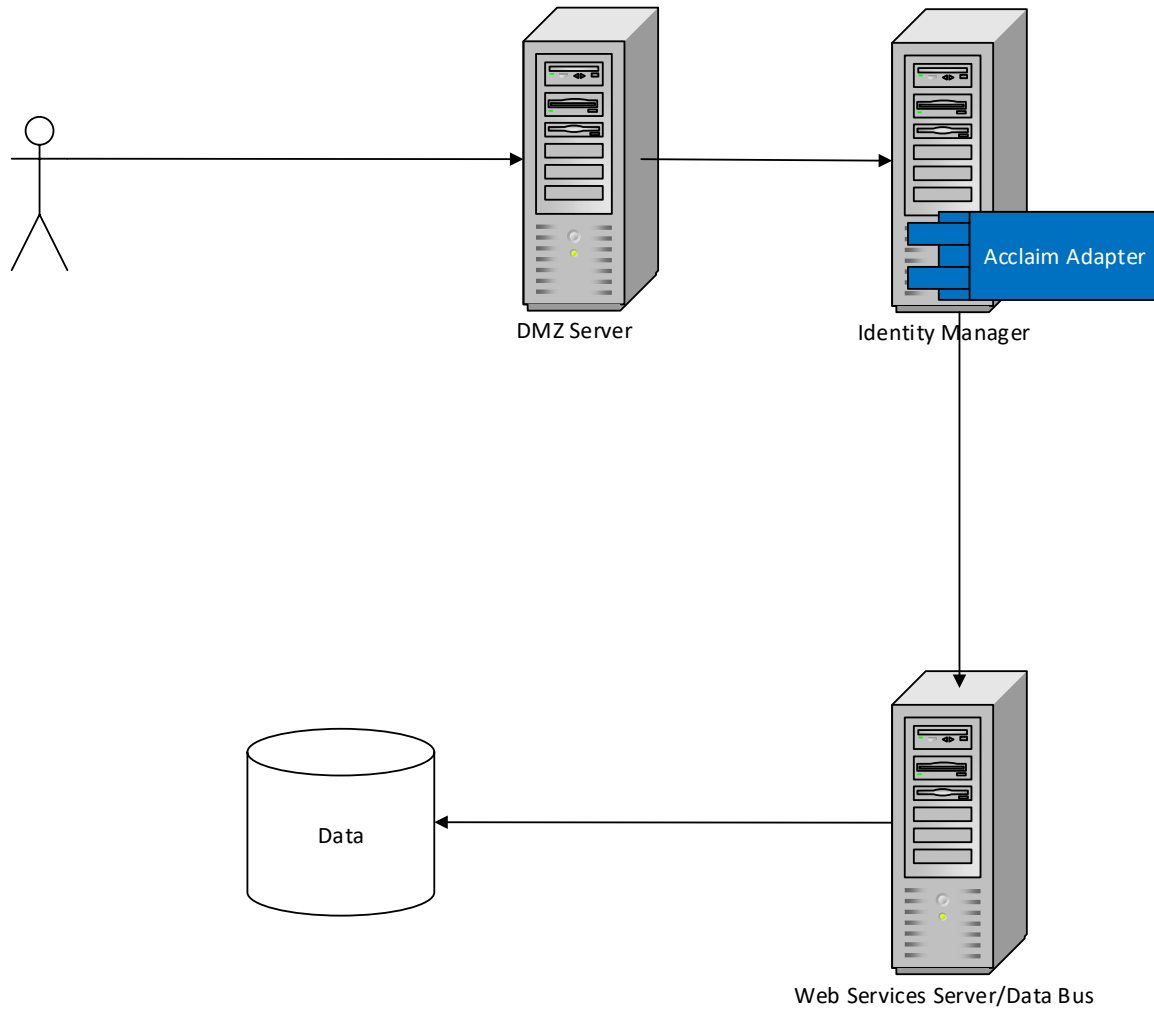 Acclaim Adapter
DMZ Server
Identity Manager
Data
Web Services Server/Data Bus